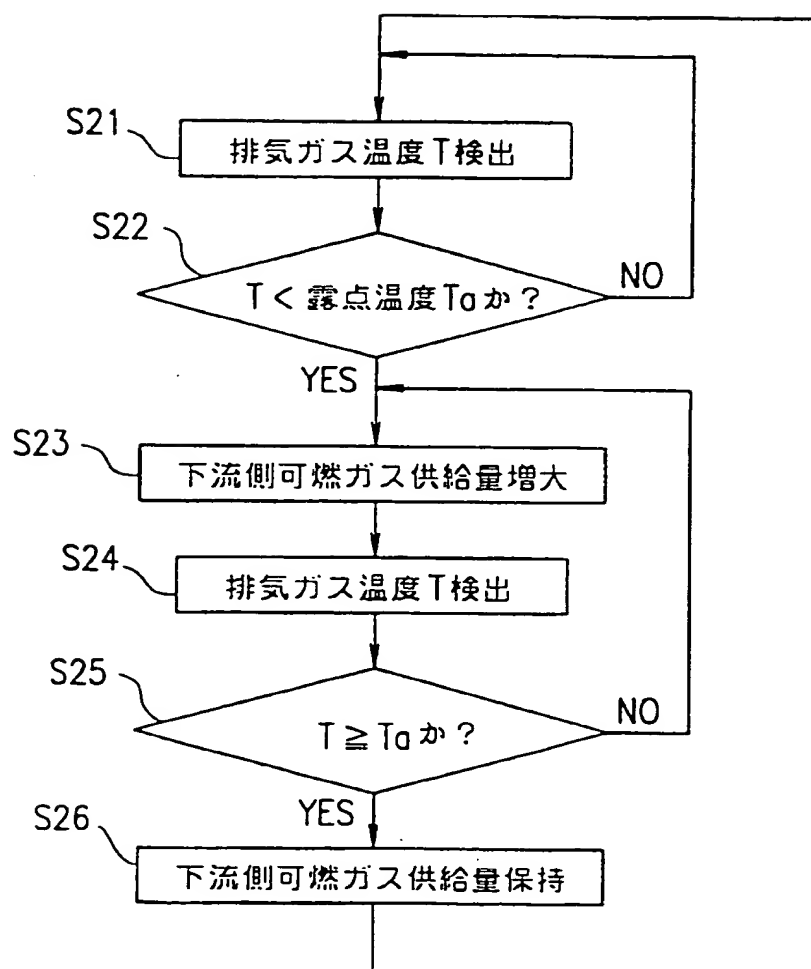 S21
排気ガス温度T検出
S22
T < 露点温度Taか？
NO
YES
S23
下流側可燃ガス供給量増大
S24
排気ガス温度T検出
S25
T ≧ Taか？
NO
YES
S26
下流側可燃ガス供給量保持